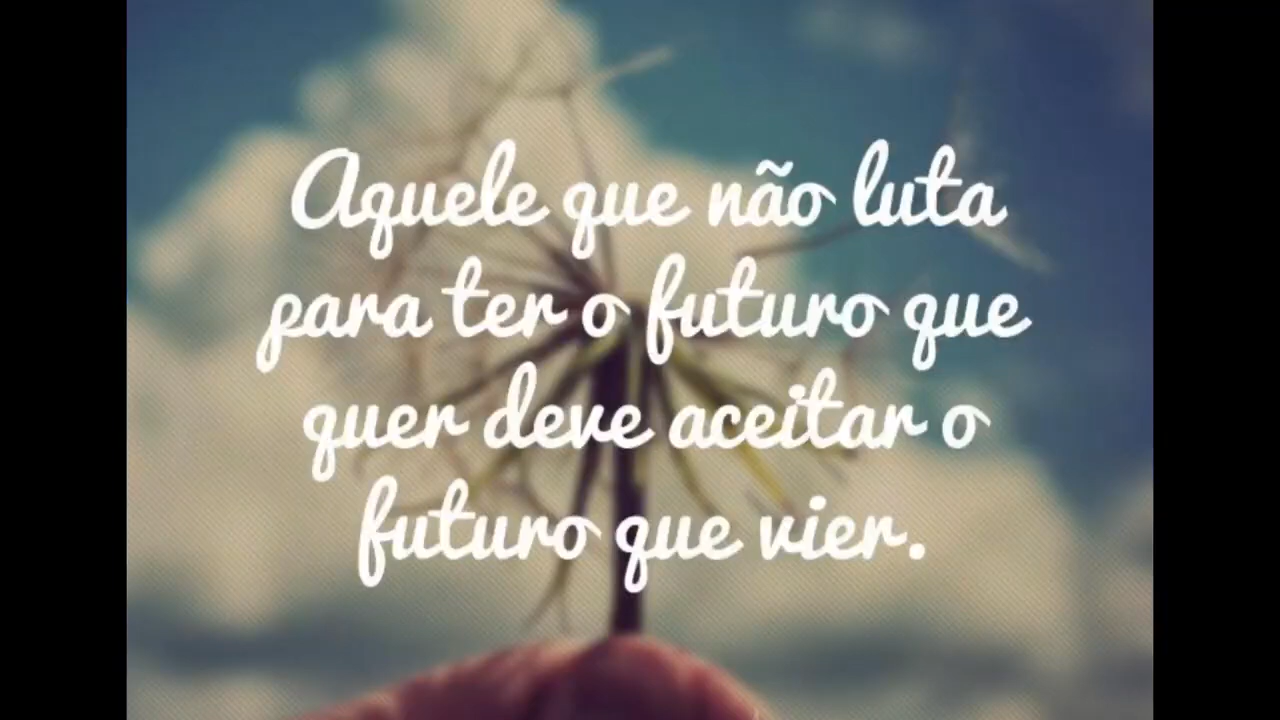 Aquele que não luta
para ter o futuro que
quer deve aceitar o
futuro que vier.